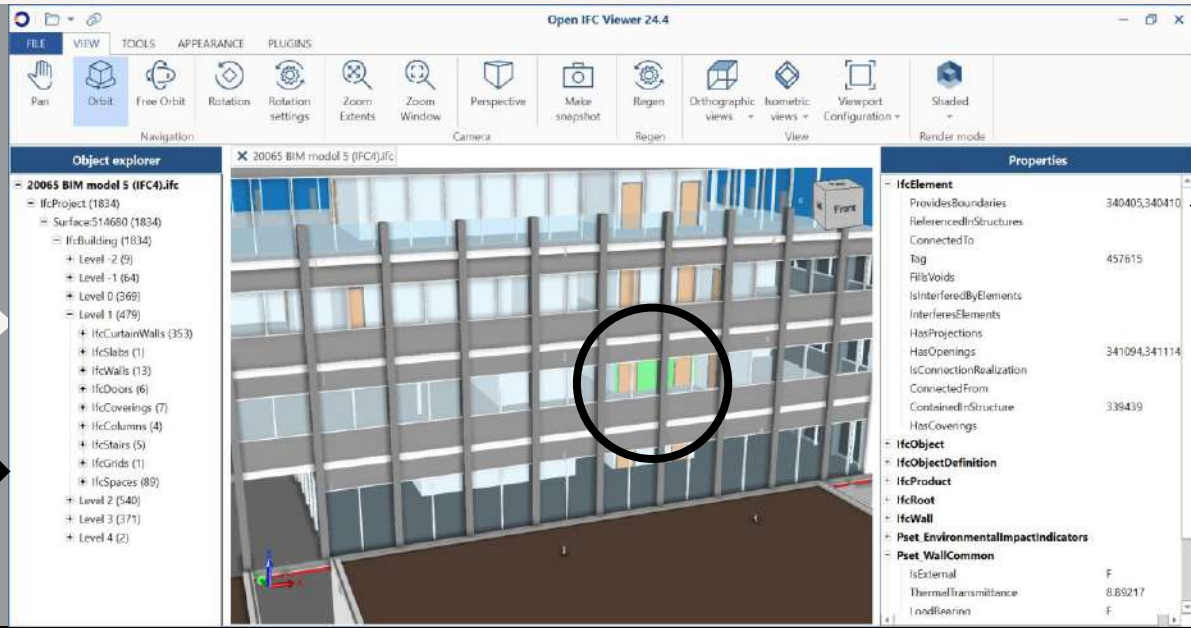 Open IFC Viewer 24.4
FILE VIEW TOOLS APPEARANCE PLUGINS
Pan Orbit Free Orbit Rotation Rotation settings Zoom Extents Zoom Window Perspective Make snapshot Regen Orthographic views Isometric views Viewport Configuration Shaded
Navigation Camera Regen View Render mode
Object explorer
20065 BIM model 5 (IFC4).ifc
IfcProject (1834)
Surface:514680 (1834)
IfcBuilding (1834)
Level -2 (9)
Level -1 (64)
Level 0 (369)
Level 1 (479)
IfcCurtainWalls (353)
IfcSlabs (1)
IfcWalls (13)
IfcDoors (6)
IfcCoverings (7)
IfcColumns (4)
IfcStairs (5)
IfcGrids (1)
IfcSpaces (89)
Level 2 (540)
Level 3 (371)
Level 4 (2)
20065 BIM model 5 (IFC4).ifc
Front
Properties
IfcElement
ProvidesBoundaries 340405,340410
ReferencedInStructures
ConnectedTo
Tag 457615
FillsVoids
IsInterferedByElements
InterferesElements
HasProjections
HasOpenings 341094,341114
IsConnectionRealization
ConnectedFrom
ContainedInStructure 339439
HasCoverings
IfcObject
IfcObjectDefinition
IfcProduct
IfcRoot
IfcWall
Pset_EnvironmentalImpactIndicators
Pset_WallCommon
IsExternal F
ThermalTransmittance 8.89217
LoadBearing F